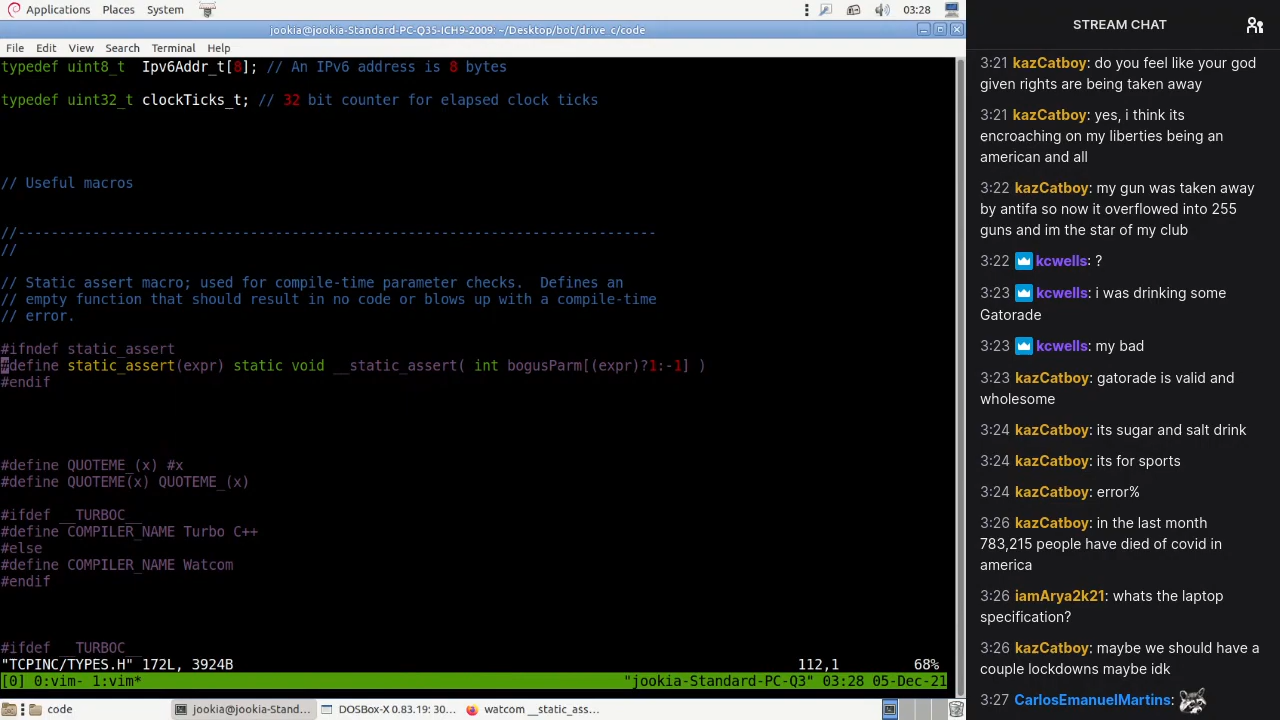 Applications Places System 03:28
jookia@jookia-Standard-PC-Q35-ICH9-2009: ~/Desktop/bot/drive_c/code
File Edit View Search Terminal Help
typedef uint8_t  Ipv6Addr_t[8]; // An IPv6 address is 8 bytes
typedef uint32_t clockTicks_t; // 32 bit counter for elapsed clock ticks
// Useful macros
//-----------------------------------------------------------------------------
//
// Static assert macro; used for compile-time parameter checks.  Defines an
// empty function that should result in no code or blows up with a compile-time
// error.
#ifndef static_assert
#define static_assert(expr) static void __static_assert( int bogusParm[(expr)?1:-1] )
#endif
#define QUOTEME_(x) #x
#define QUOTEME(x) QUOTEME_(x)
#ifdef __TURBOC__
#define COMPILER_NAME Turbo C++
#else
#define COMPILER_NAME Watcom
#endif
#ifdef __TURBOC__
"TCPINC/TYPES.H" 172L, 3924B 112,1 68%
[0] 0:vim- 1:vim* "jookia-Standard-PC-Q3" 03:28 05-Dec-21
code jookia@jookia-Stand... DOSBox-X 0.83.19: 30... watcom __static_ass...
STREAM CHAT
3:21 kazCatboy: do you feel like your god
given rights are being taken away
3:21 kazCatboy: yes, i think its
encroaching on my liberties being an
american and all
3:22 kazCatboy: my gun was taken away
by antifa so now it overflowed into 255
guns and im the star of my club
3:22 kcwells: ?
3:23 kcwells: i was drinking some
Gatorade
3:23 kcwells: my bad
3:23 kazCatboy: gatorade is valid and
wholesome
3:24 kazCatboy: its sugar and salt drink
3:24 kazCatboy: its for sports
3:24 kazCatboy: error%
3:26 kazCatboy: in the last month
783,215 people have died of covid in
america
3:26 iamArya2k21: whats the laptop
specification?
3:26 kazCatboy: maybe we should have a
couple lockdowns maybe idk
3:27 CarlosEmanuelMartins: